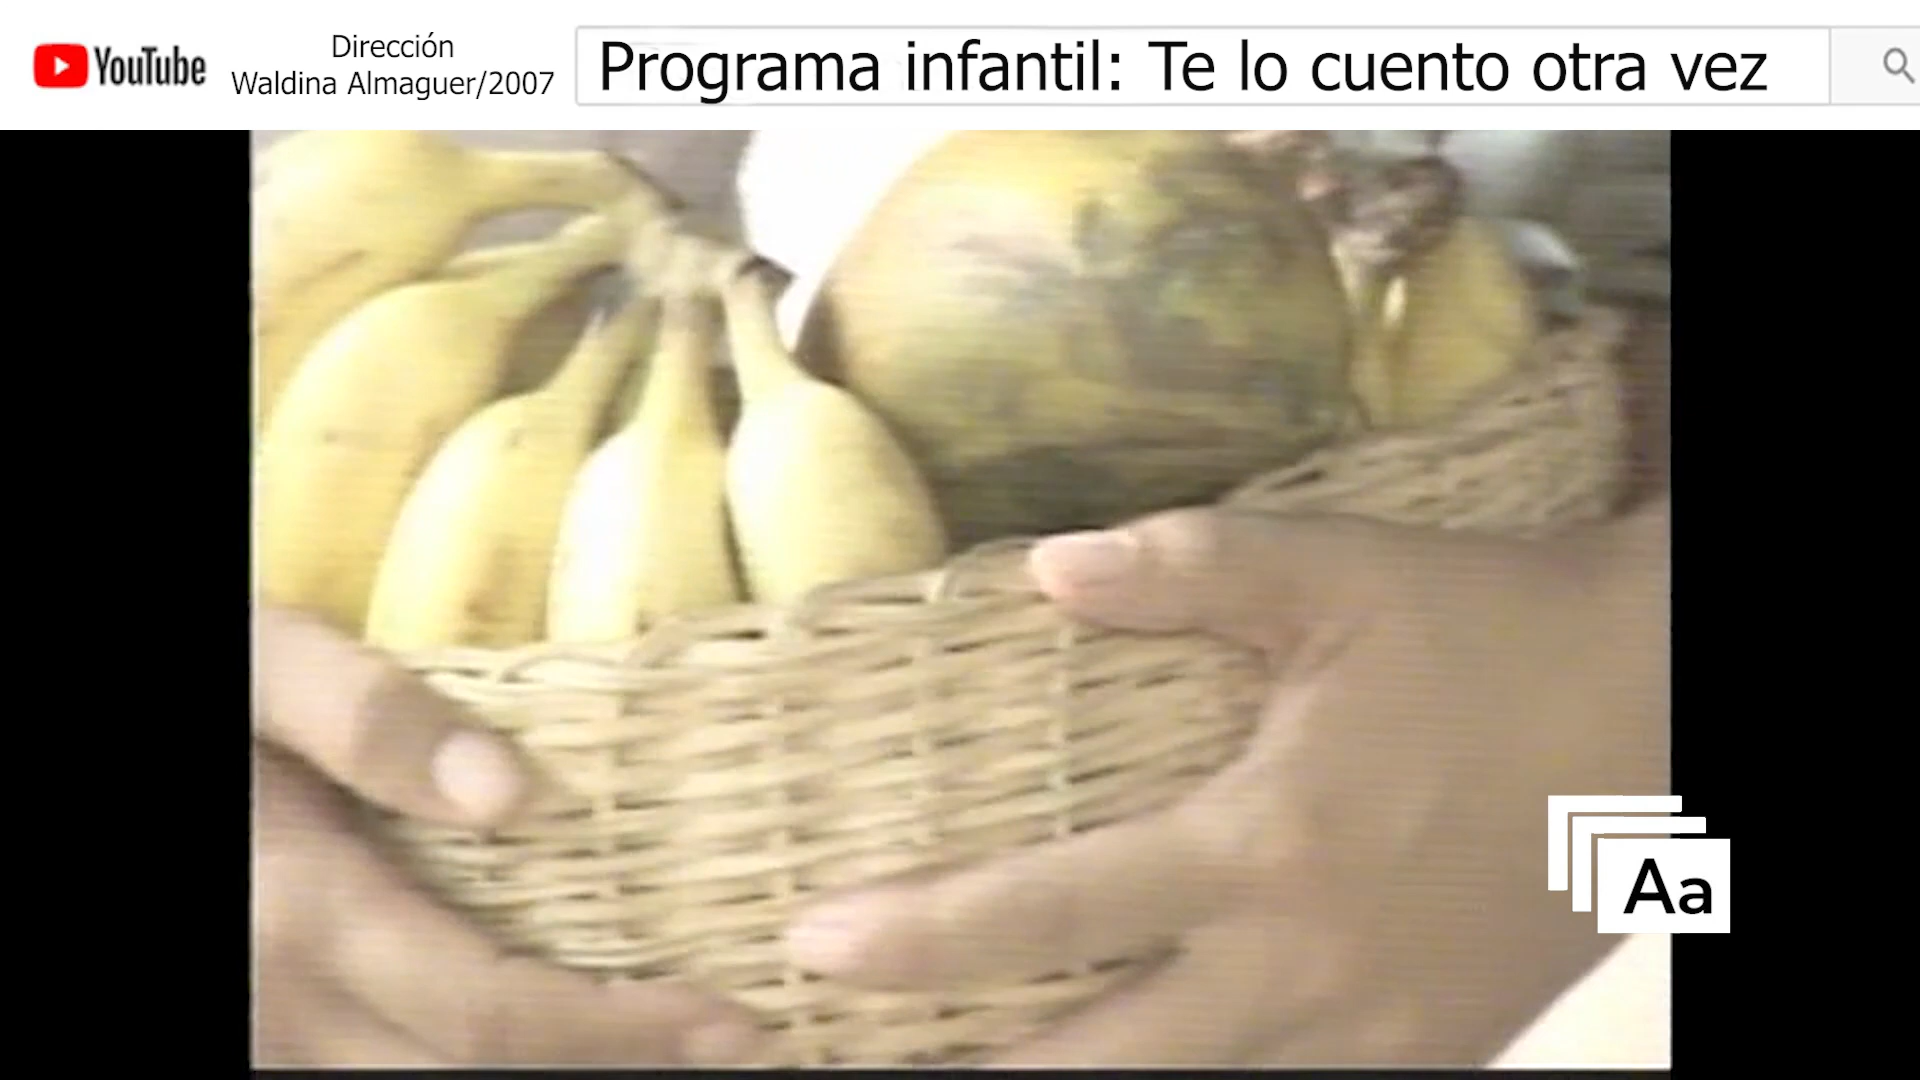 YouTube
Dirección
Waldina Almaguer/2007
Programa infantil: Te lo cuento otra vez
Aa